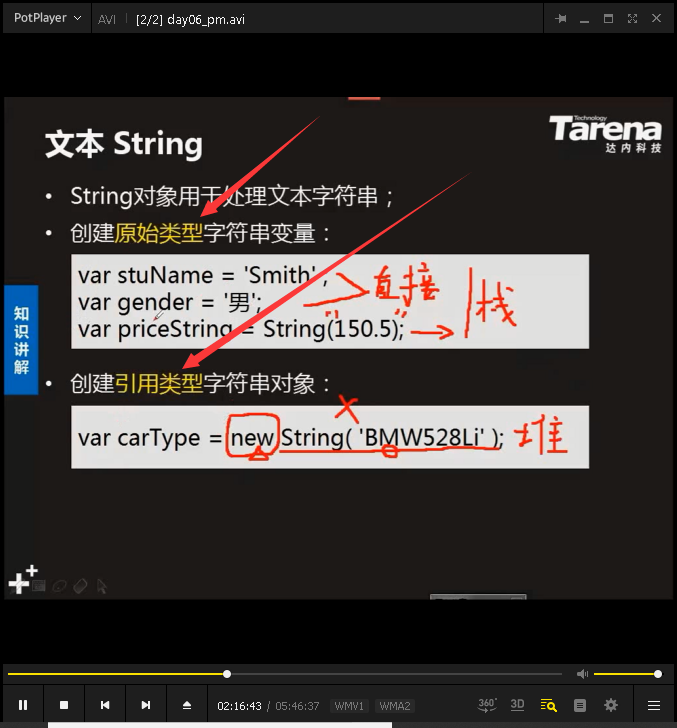 PotPlayer AVI [2/2] day06_pm.avi
Technology
Tarena
达内科技
文本 String
• String对象用于处理文本字符串；
• 创建原始类型字符串变量：
var stuName = 'Smith' ;
var gender = '男';
直接
var priceString = String(150.5);
" "
栈
知识讲解
• 创建引用类型字符串对象：
var carType = new String( 'BMW528Li' );
堆
02:16:43 / 05:46:37 WMV1 WMA2
360° 3D